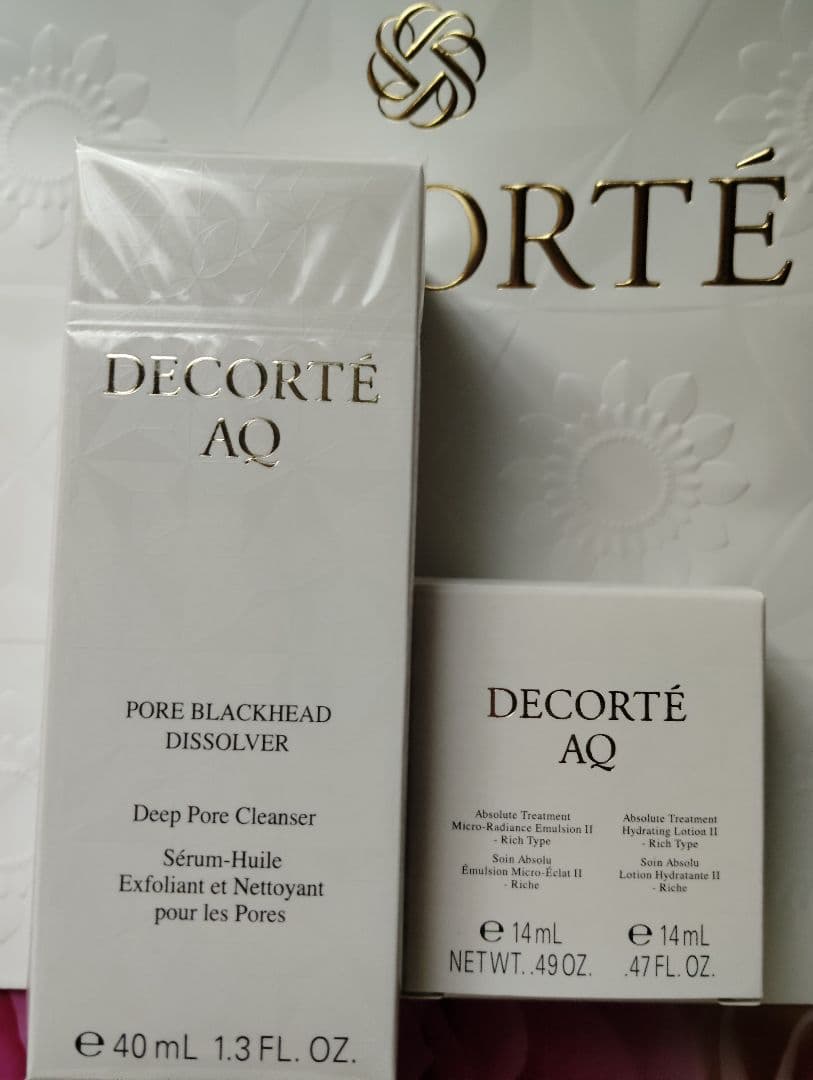 ORTÉ
DECORTÉ
AQ
PORE BLACKHEAD
DISSOLVER
Deep Pore Cleanser
Sérum-Huile
Exfoliant et Nettoyant
pour les Pores
e 40 mL 1.3 FL. OZ.
DECORTÉ
AQ
Absolute Treatment
Micro-Radiance Emulsion II
- Rich Type
Soin Absolu
Émulsion Micro-Éclat II
- Riche
e 14 mL
NET WT. .49 OZ.
Absolute Treatment
Hydrating Lotion II
- Rich Type
Soin Absolu
Lotion Hydratante II
- Riche
e 14 mL
.47 FL. OZ.